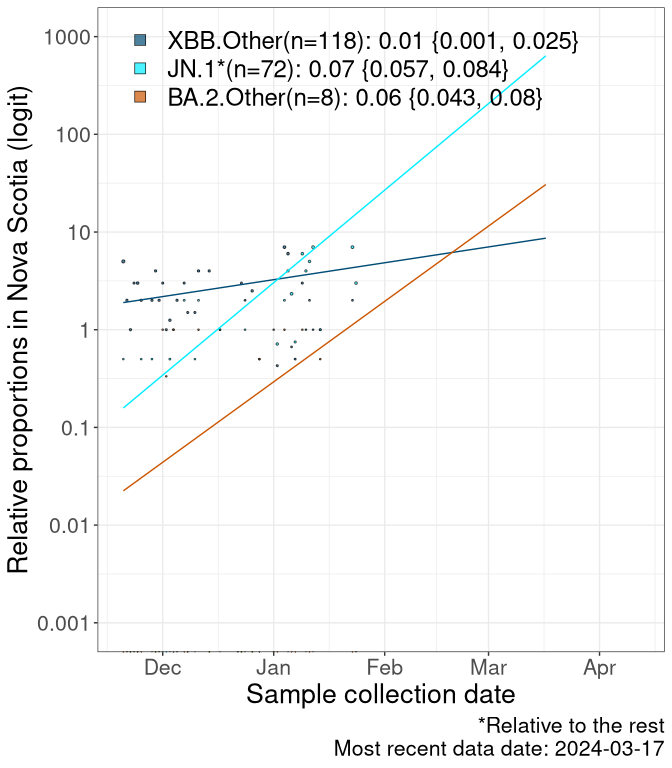 XBB.Other(n=118): 0.01 {0.001, 0.025}
JN.1*(n=72): 0.07 {0.057, 0.084}
BA.2.Other(n=8): 0.06 {0.043, 0.08}
Relative proportions in Nova Scotia (logit)
1000
100
10
1
0.1
0.01
0.001
Dec Jan Feb Mar Apr
Sample collection date
*Relative to the rest
Most recent data date: 2024-03-17